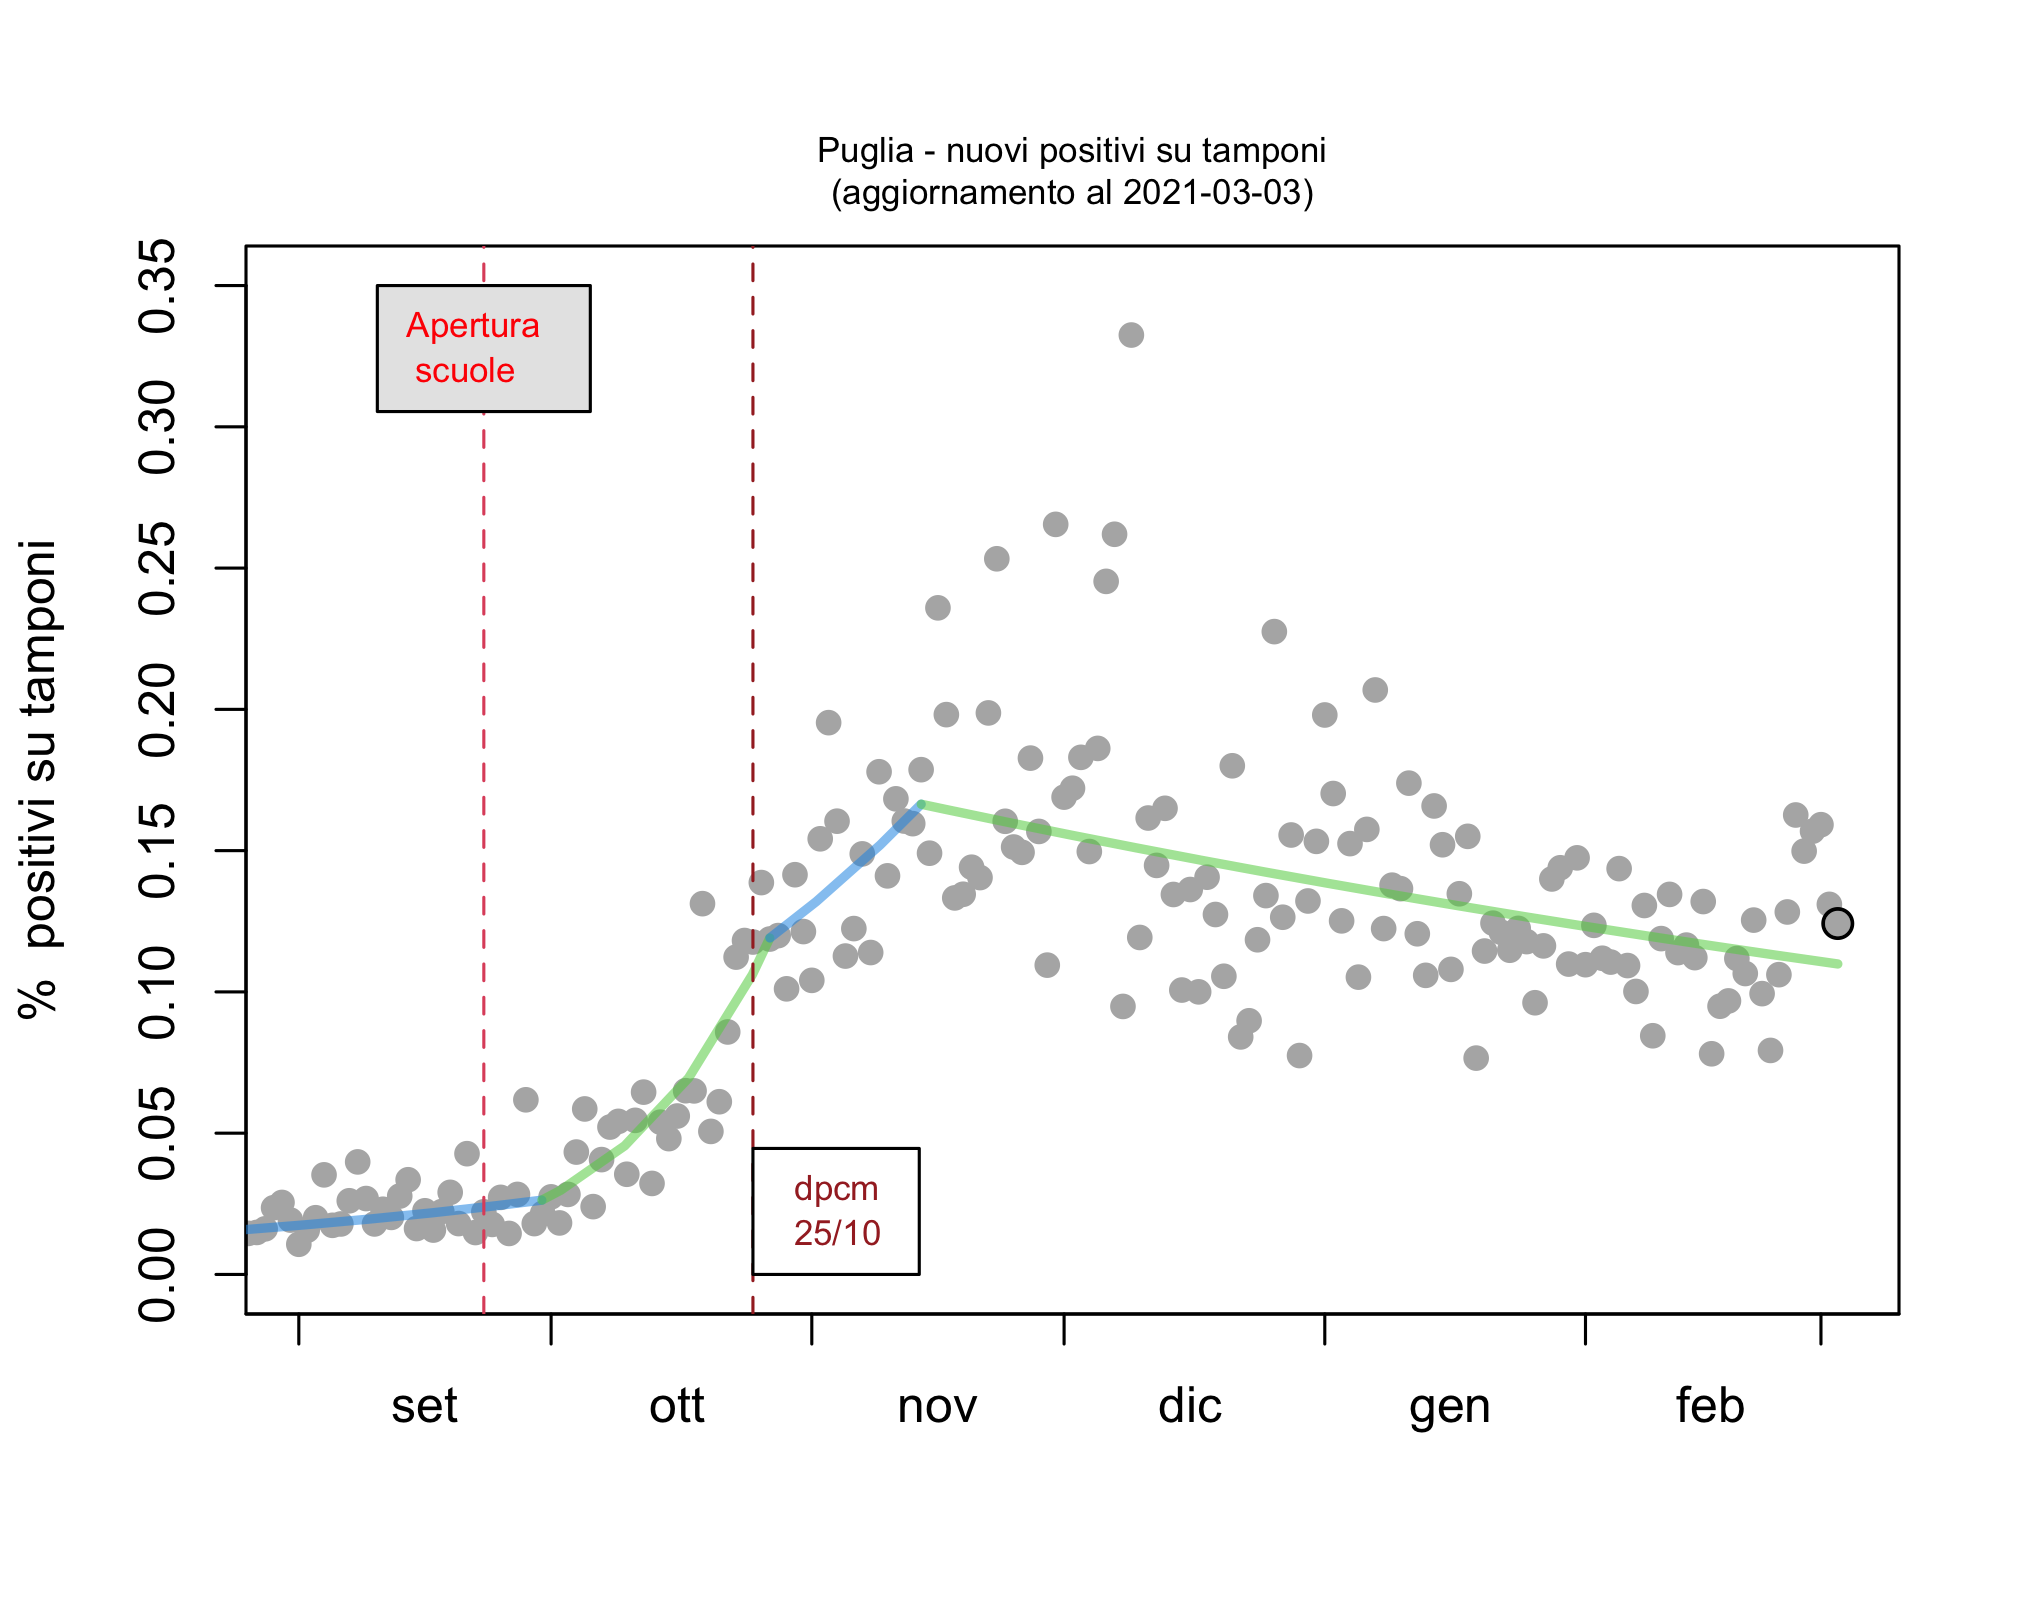 Puglia - nuovi positivi su tamponi
(aggiornamento al 2021-03-03)
% positivi su tamponi
0.35
0.30
0.25
0.20
0.15
0.10
0.05
0.00
Apertura
scuole
dpcm
25/10
set ott nov dic gen feb